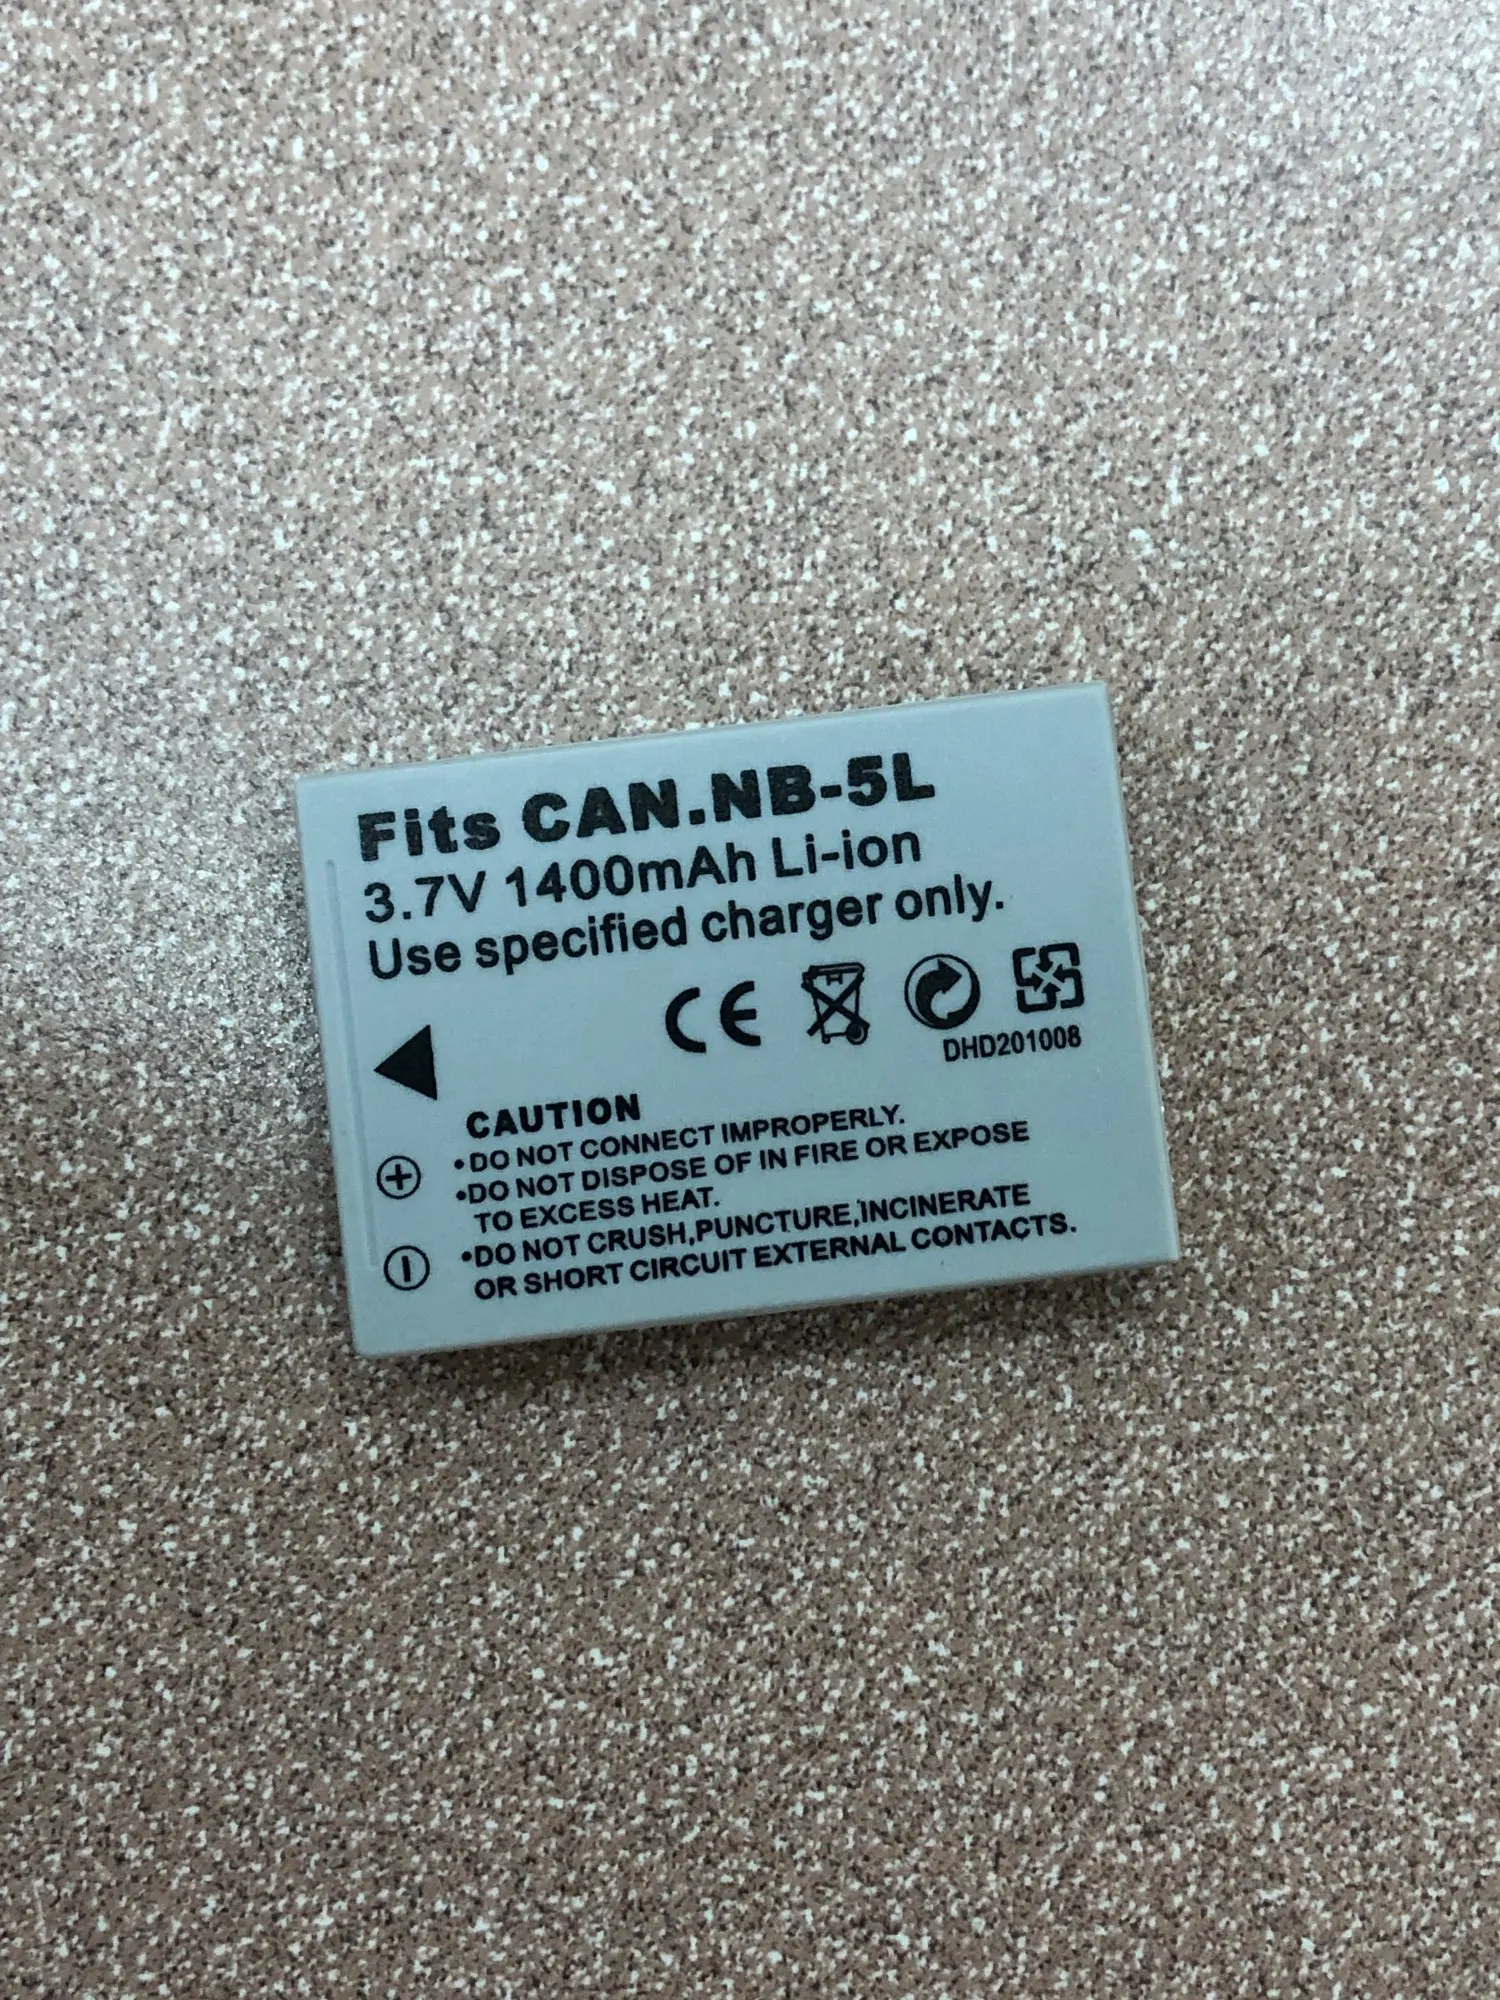 Fits CAN.NB-5L
3.7V 1400mAh Li-ion
Use specified charger only.
CE
DHD201008
CAUTION
•DO NOT CONNECT IMPROPERLY.
•DO NOT DISPOSE OF IN FIRE OR EXPOSE
TO EXCESS HEAT.
•DO NOT CRUSH,PUNCTURE,INCINERATE
OR SHORT CIRCUIT EXTERNAL CONTACTS.